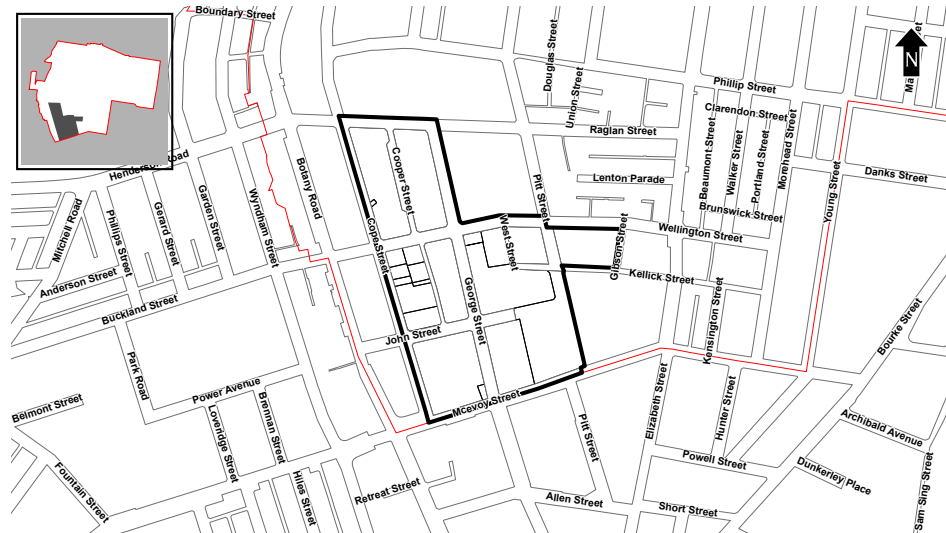 Boundary Street
Douglas Street
Union Street
Phillip Street
N
Clarendon Street
Raglan Street
Beaumont Street
Walker Street
Portland Street
Morehead Street
Young Street
Danks Street
Henderson Road
Botany Road
Cooper Street
Pitt Street
Lenton Parade
Brunswick Street
Wellington Street
Mitchell Road
Phillips Street
Gerard Street
Garden Street
Wyndham Street
Cope Street
West Street
Gibson Street
Kellick Street
Anderson Street
Buckland Street
George Street
John Street
Kensington Street
Bourke Street
Park Road
Power Avenue
Mcevoy Street
Belmont Street
Loveridge Street
Brennan Street
Pitt Street
Elizabeth Street
Hunter Street
Archibald Avenue
Fountain Street
Hiles Street
Retreat Street
Powell Street
Dunkerley Place
Allen Street
Short Street
Sam Sing Street